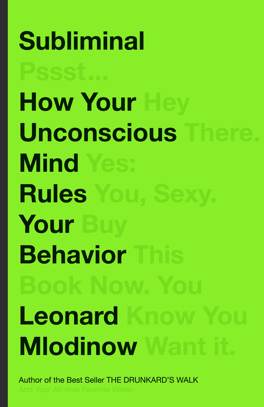 Subliminal
Pssst...
How Your Hey
Unconscious There.
Mind Yes:
Rules You, Sexy.
Your Buy
Behavior This
Book Now. You
Leonard Know You
Mlodinow Want it.
Author of the Best Seller THE DRUNKARD'S WALK